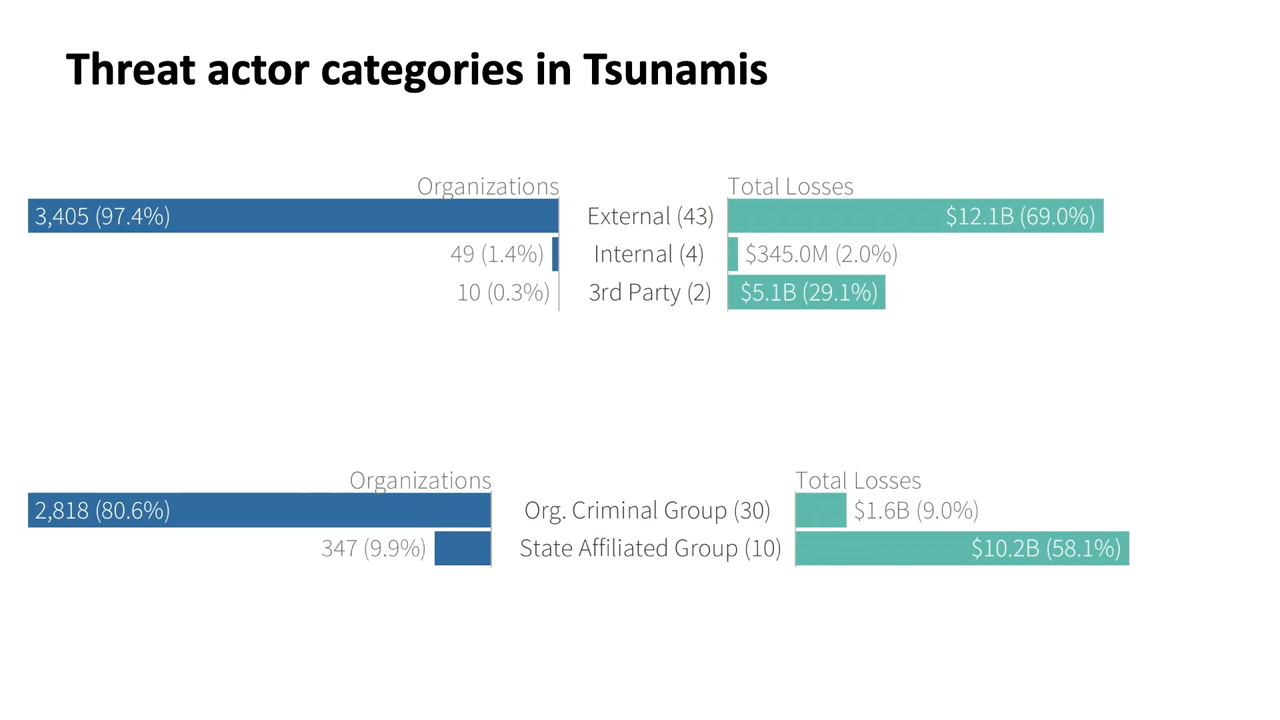 Threat actor categories in Tsunamis
Organizations Total Losses
3,405 (97.4%) External (43) $12.1B (69.0%)
49 (1.4%) Internal (4) $345.0M (2.0%)
10 (0.3%) 3rd Party (2) $5.1B (29.1%)
Organizations Total Losses
2,818 (80.6%) Org. Criminal Group (30) $1.6B (9.0%)
347 (9.9%) State Affiliated Group (10) $10.2B (58.1%)